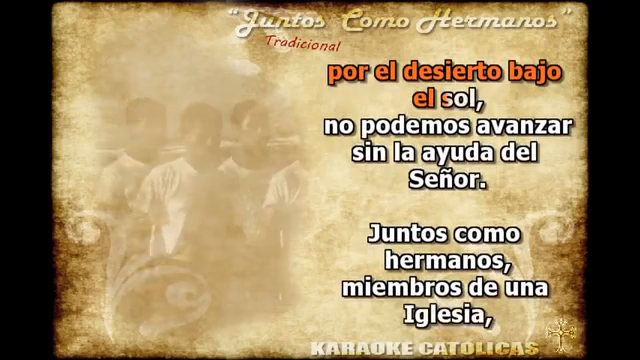 "Juntos Como Hermanos"
Tradicional
por el desierto bajo
el sol,
no podemos avanzar
sin la ayuda del
Señor.
Juntos como
hermanos,
miembros de una
Iglesia,
KARAOKE CATOLICAS